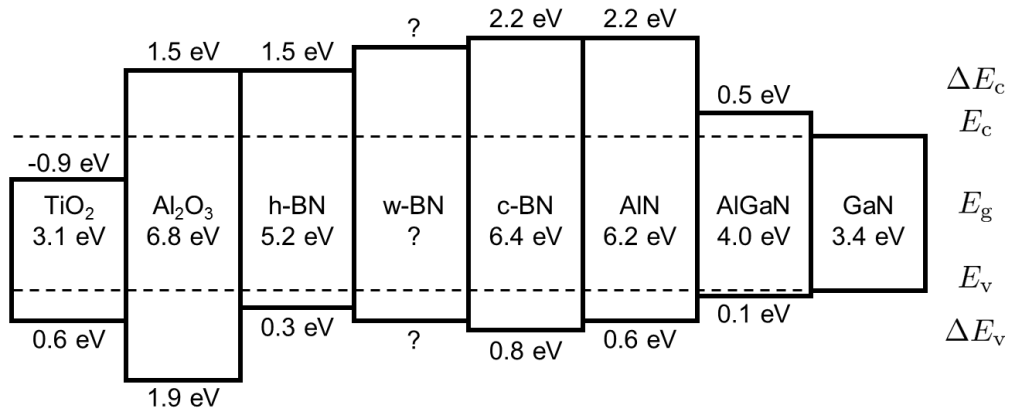 ? 2.2 eV 2.2 eV
1.5 eV 1.5 eV
0.5 eV ΔE_c
E_c
-0.9 eV
TiO₂ Al₂O₃ h-BN w-BN c-BN AlN AlGaN GaN E_g
3.1 eV 6.8 eV 5.2 eV ? 6.4 eV 6.2 eV 4.0 eV 3.4 eV
E_v
0.6 eV 0.3 eV ? 0.8 eV 0.6 eV 0.1 eV ΔE_v
1.9 eV